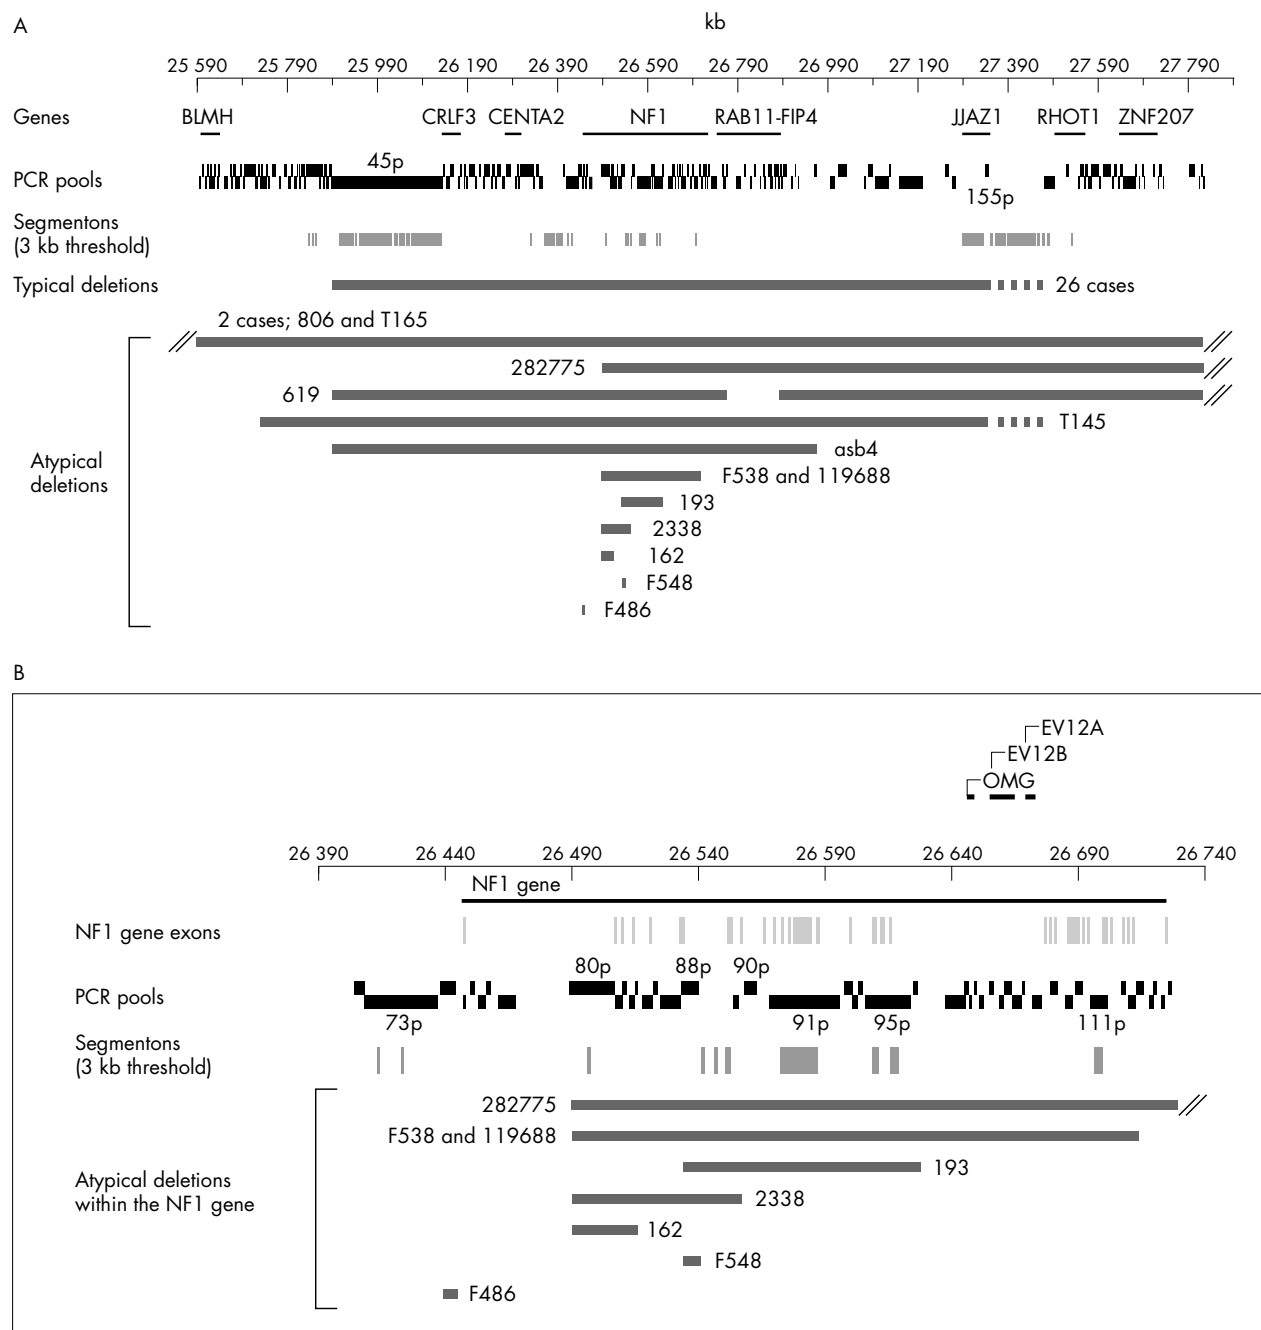 A
kb
25 590 25 790 25 990 26 190 26 390 26 590 26 790 26 990 27 190 27 390 27 590 27 790
Genes BLMH CRLF3 CENTA2 NF1 RAB11-FIP4 JJAZ1 RHOT1 ZNF207
45p
PCR pools
155p
Segmentons
(3 kb threshold)
Typical deletions 26 cases
2 cases; 806 and T165
282775
619
T145
asb4
Atypical
deletions
F538 and 119688
193
2338
162
F548
F486
B
EV12A
EV12B
OMG
26 390 26 440 26 490 26 540 26 590 26 640 26 690 26 740
NF1 gene
NF1 gene exons
80p 88p 90p
PCR pools
73p 91p 95p 111p
Segmentons
(3 kb threshold)
282775
F538 and 119688
193
Atypical deletions
within the NF1 gene
2338
162
F548
F486